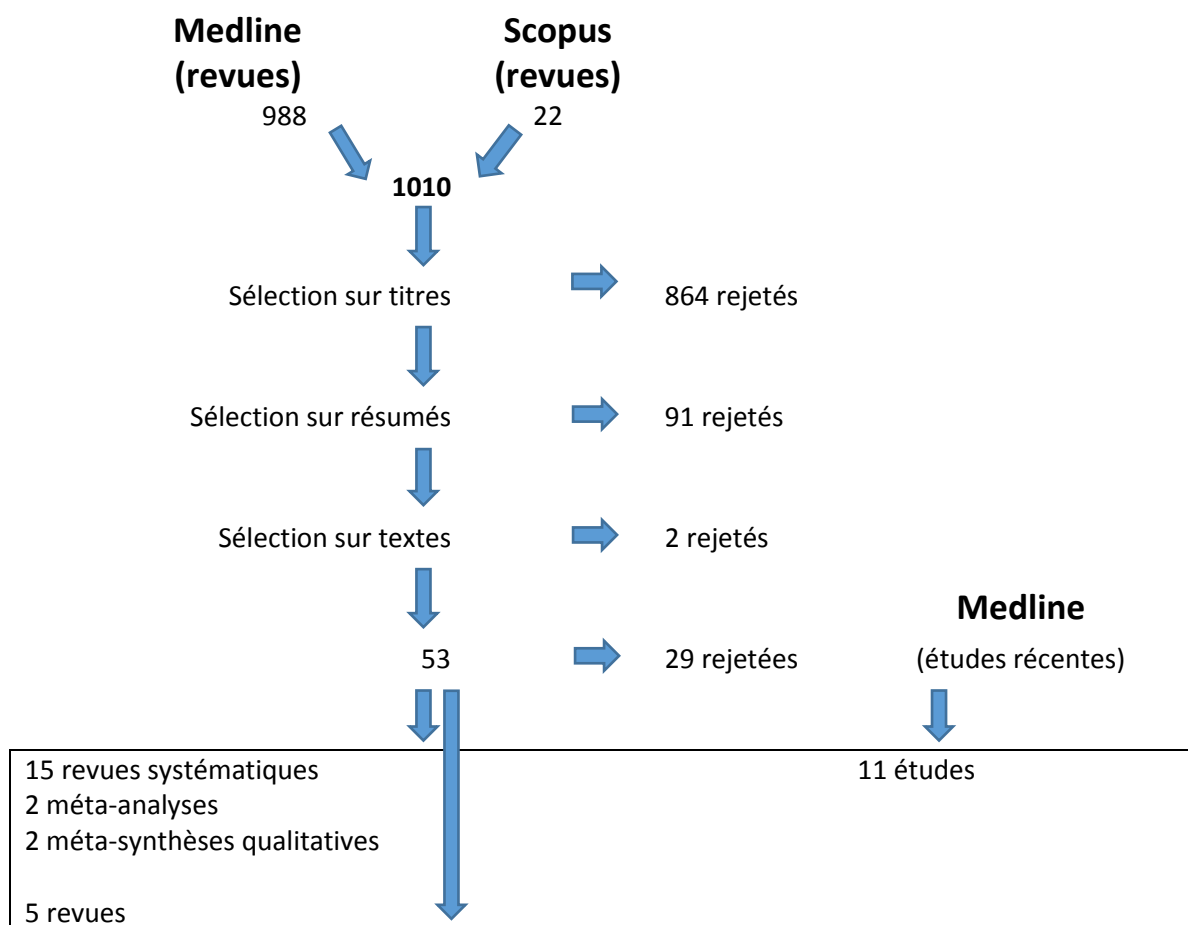 Medline
(revues)
988
Scopus
(revues)
22
1010
Sélection sur titres
864 rejetés
Sélection sur résumés
91 rejetés
Sélection sur textes
2 rejetés
53
29 rejetées
Medline
(études récentes)
15 revues systématiques
2 méta-analyses
2 méta-synthèses qualitatives
5 revues
11 études